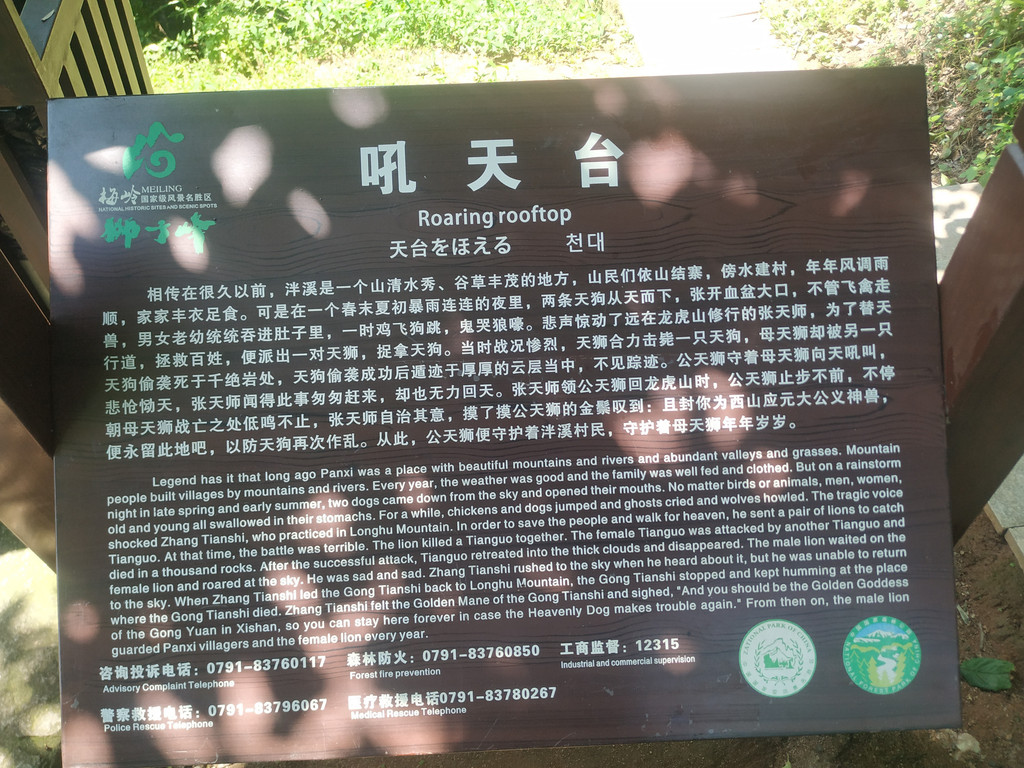 梅岭
MEILING
国家级风景名胜区
NATIONAL HISTORIC SITES AND SCENIC SPOTS
狮子峰
吼天台
Roaring rooftop
天台をほえる 천대
相传在很久以前，泮溪是一个山清水秀、谷草丰茂的地方，山民们依山结寨，傍水建村，年年风调雨
顺，家家丰衣足食。可是在一个春末夏初暴雨连连的夜里，两条天狗从天而下，张开血盆大口，不管飞禽走
兽，男女老幼统统吞进肚子里，一时鸡飞狗跳，鬼哭狼嚎。悲声惊动了远在龙虎山修行的张天师，为了替天
行道，拯救百姓，便派出一对天狮，捉拿天狗。当时战况惨烈，天狮合力击毙一只天狗，母天狮却被另一只
天狗偷袭死于千绝岩处，天狗偷袭成功后遁迹于厚厚的云层当中，不见踪迹。公天狮守着母天狮向天吼叫，
悲怆恸天，张天师闻得此事匆匆赶来，却也无力回天。张天师领公天狮回龙虎山时，公天狮止步不前，不停
朝母天狮战亡之处低鸣不止，张天师自治其意，摸了摸公天狮的金鬃叹到：且封你为西山应元大公义神兽，
便永留此地吧，以防天狗再次作乱。从此，公天狮便守护着泮溪村民，守护着母天狮年年岁岁。
Legend has it that long ago Panxi was a place with beautiful mountains and rivers and abundant valleys and grasses. Mountain
people built villages by mountains and rivers. Every year, the weather was good and the family was well fed and clothed. But on a rainstorm
night in late spring and early summer, two dogs came down from the sky and opened their mouths. No matter birds or animals, men, women,
old and young all swallowed in their stomachs. For a while, chickens and dogs jumped and ghosts cried and wolves howled. The tragic voice
shocked Zhang Tianshi, who practiced in Longhu Mountain. In order to save the people and walk for heaven, he sent a pair of lions to catch
Tianguo. At that time, the battle was terrible. The lion killed a Tianguo together. The female Tianguo was attacked by another Tianguo and
died in a thousand rocks. After the successful attack, Tianguo retreated into the thick clouds and disappeared. The male lion waited on the
female lion and roared at the sky. He was sad and sad. Zhang Tianshi rushed to the sky when he heard about it, but he was unable to return
to the sky. When Zhang Tianshi led the Gong Tianshi back to Longhu Mountain, the Gong Tianshi stopped and kept humming at the place
where the Gong Tianshi died. Zhang Tianshi felt the Golden Mane of the Gong Tianshi and sighed, "And you should be the Golden Goddess
of the Gong Yuan in Xishan, so you can stay here forever in case the Heavenly Dog makes trouble again." From then on, the male lion
guarded Panxi villagers and the female lion every year.
咨询投诉电话：0791-83760117 森林防火：0791-83760850 工商监督：12315
Advisory Complaint Telephone Forest fire prevention Industrial and commercial supervision
警察救援电话：0791-83796067 医疗救援电话0791-83780267
Police Rescue Telephone Medical Rescue Telephone